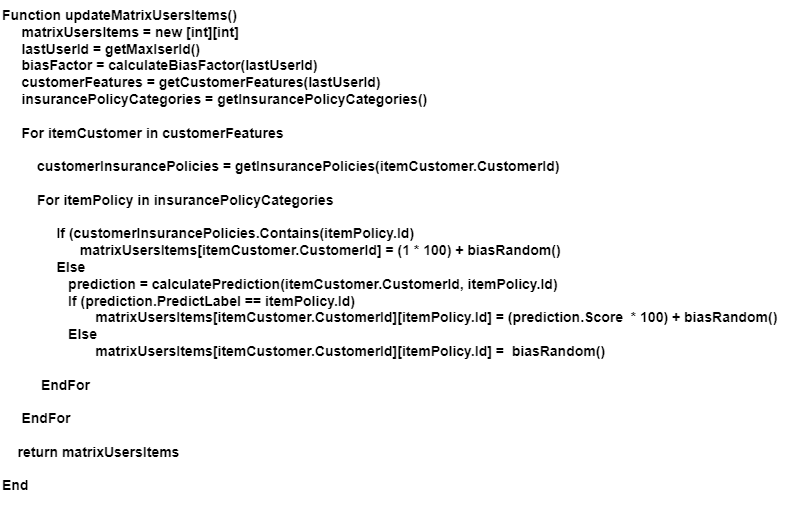 Function updateMatrixUsersItems()
matrixUsersItems = new [int][int]
lastUserId = getMaxIserId()
biasFactor = calculateBiasFactor(lastUserId)
customerFeatures = getCustomerFeatures(lastUserId)
insurancePolicyCategories = getInsurancePolicyCategories()
For itemCustomer in customerFeatures
customerInsurancePolicies = getInsurancePolicies(itemCustomer.CustomerId)
For itemPolicy in insurancePolicyCategories
If (customerInsurancePolicies.Contains(itemPolicy.Id)
matrixUsersItems[itemCustomer.CustomerId] = (1 * 100) + biasRandom()
Else
prediction = calculatePrediction(itemCustomer.CustomerId, itemPolicy.Id)
If (prediction.PredictLabel == itemPolicy.Id)
matrixUsersItems[itemCustomer.CustomerId][itemPolicy.Id] = (prediction.Score * 100) + biasRandom()
Else
matrixUsersItems[itemCustomer.CustomerId][itemPolicy.Id] = biasRandom()
EndFor
EndFor
return matrixUsersItems
End